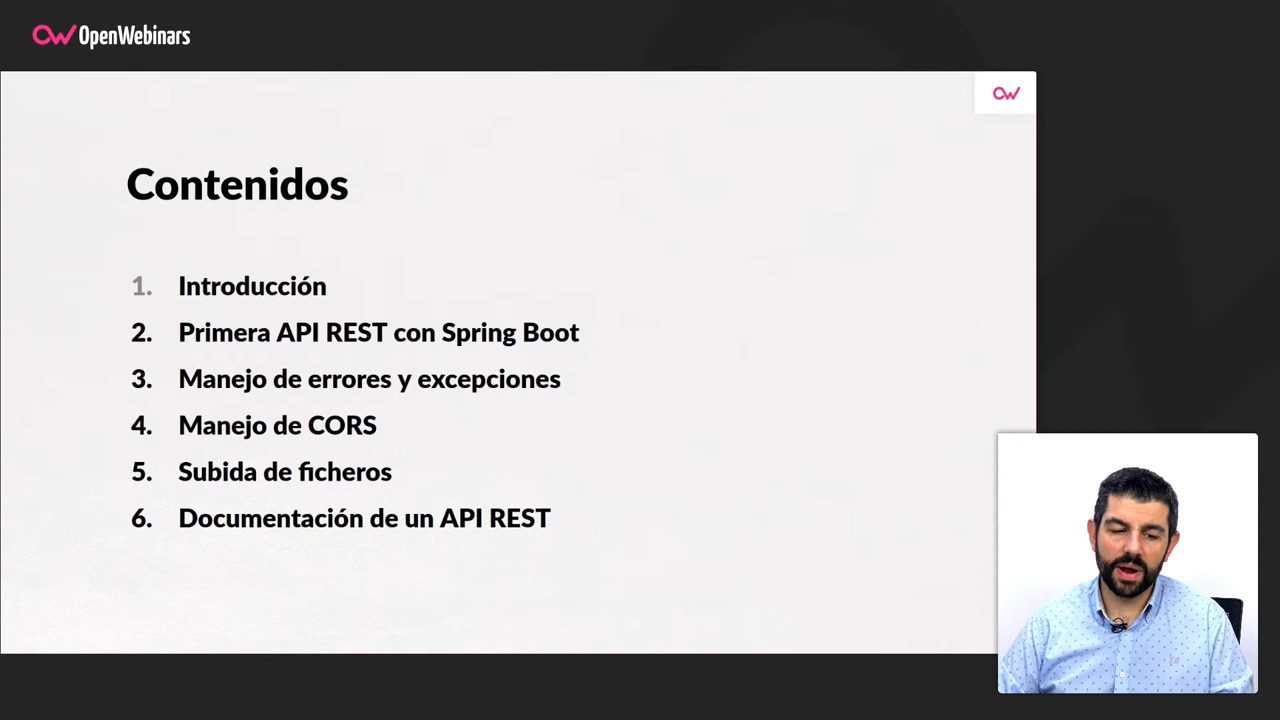 OpenWebinars
Contenidos
1. Introducción
2. Primera API REST con Spring Boot
3. Manejo de errores y excepciones
4. Manejo de CORS
5. Subida de ficheros
6. Documentación de un API REST